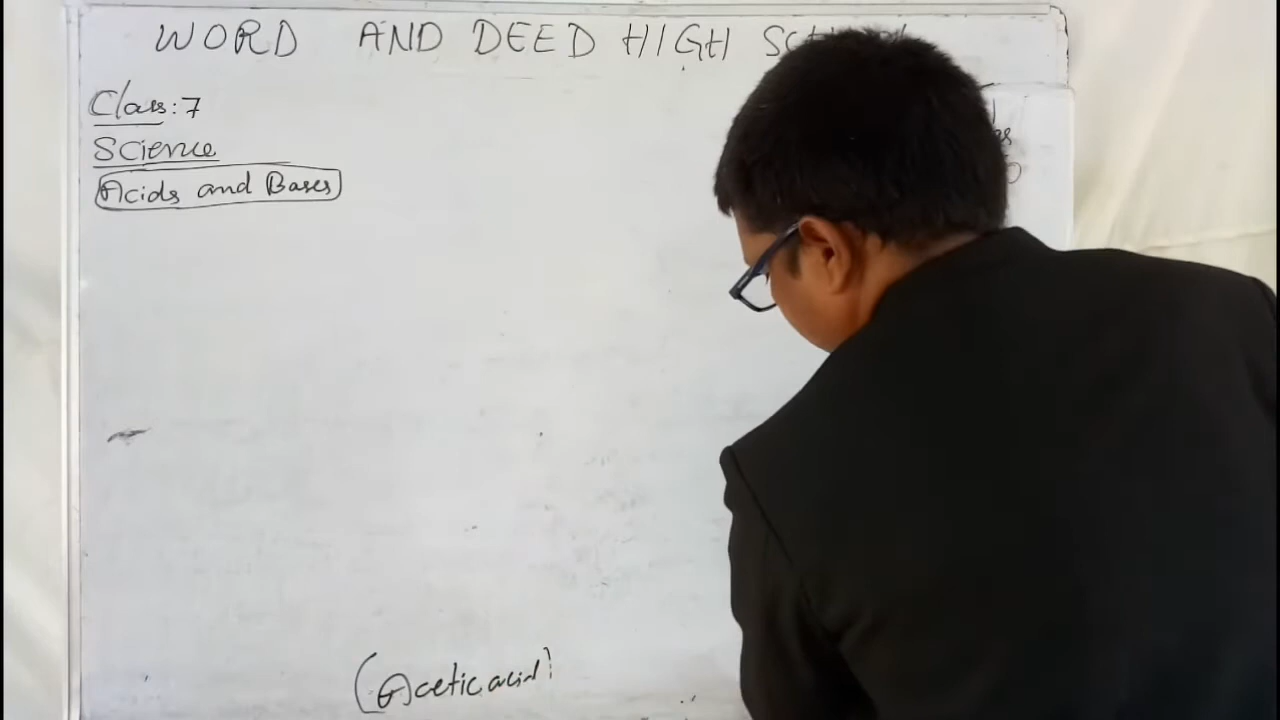 WORD AND DEED HIGH
Class: 7
Science
Acids and Bases
(Acetic acid)